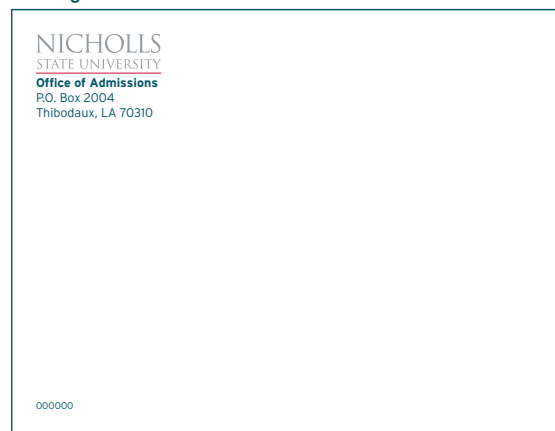 NICHOLLS
STATE UNIVERSITY
Office of Admissions
P.O. Box 2004
Thibodaux, LA 70310
000000